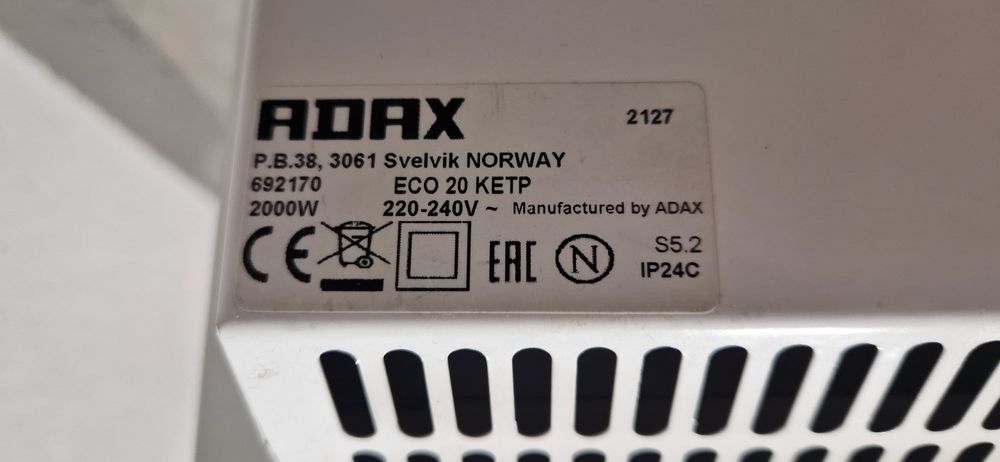 ADAX 2127
P.B.38, 3061 Svelvik NORWAY
692170 ECO 20 KETP
2000W 220-240V ~ Manufactured by ADAX
CE EAC N S5.2
IP24C